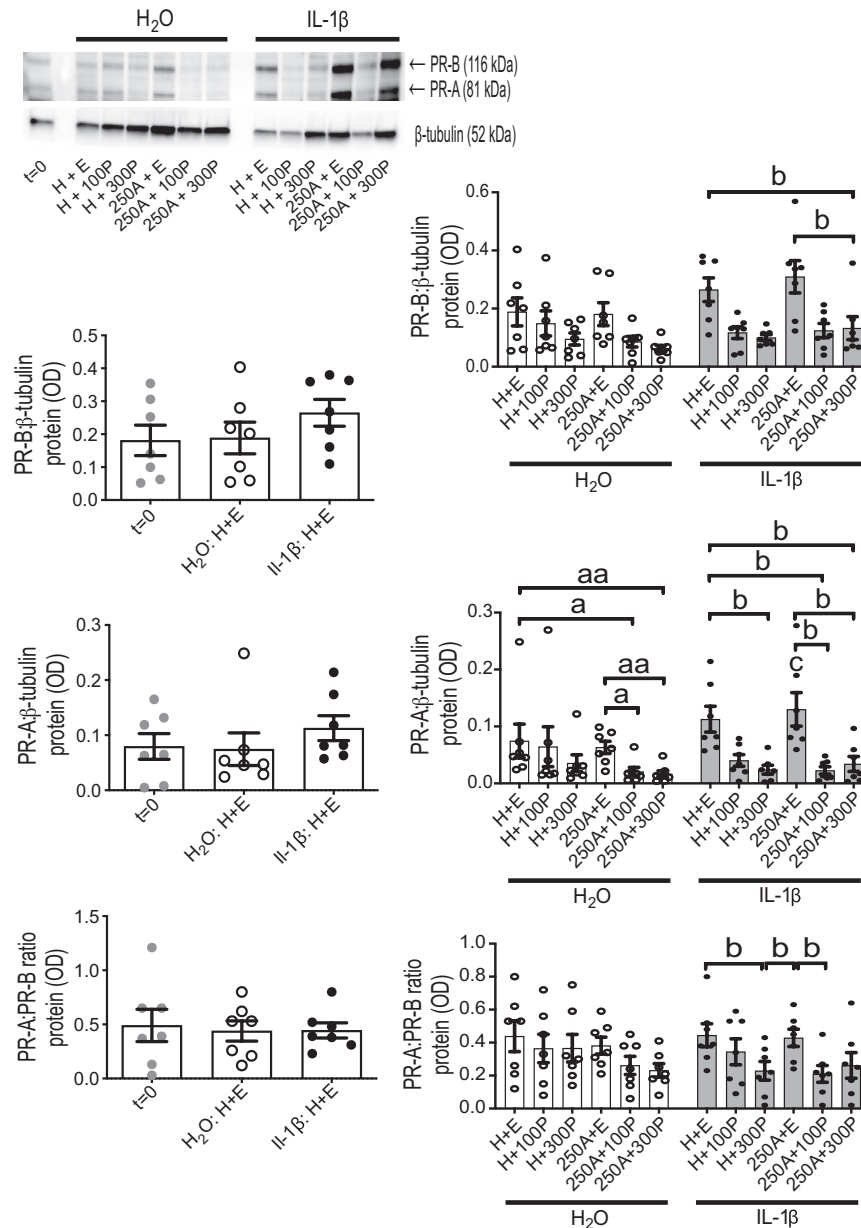 H2O IL-1β
← PR-B (116 kDa)
← PR-A (81 kDa)
β-tubulin (52 kDa)
t=0 H + E H + 100P H + 300P 250A + E 250A + 100P 250A + 300P H + E H + 100P H + 300P 250A + E 250A + 100P 250A + 300P
PR-B:β-tubulin
protein (OD)
0.6
0.4
0.2
0.0
b
b
H+E H+100P H+300P 250A+E 250A+100P 250A+300P H+E H+100P H+300P 250A+E 250A+100P 250A+300P
H2O IL-1β
PR-B:β-tubulin
protein (OD)
0.5
0.4
0.3
0.2
0.1
0.0
t=0 H2O: H+E Il-1β: H+E
PR-A:β-tubulin
protein (OD)
0.3
0.2
0.1
0.0
t=0 H2O: H+E Il-1β: H+E
PR-A:β-tubulin
protein (OD)
0.3
0.2
0.1
0.0
aa
a
aa
a
b
b
b b
b
c
H+E H+100P H+300P 250A+E 250A+100P 250A+300P H+E H+100P H+300P 250A+E 250A+100P 250A+300P
H2O IL-1β
PR-A:PR-B ratio
protein (OD)
1.5
1.0
0.5
0.0
t=0 H2O: H+E Il-1β: H+E
PR-A:PR-B ratio
protein (OD)
1.0
0.8
0.6
0.4
0.2
0.0
b b b
H+E H+100P H+300P 250A+E 250A+100P 250A+300P H+E H+100P H+300P 250A+E 250A+100P 250A+300P
H2O IL-1β